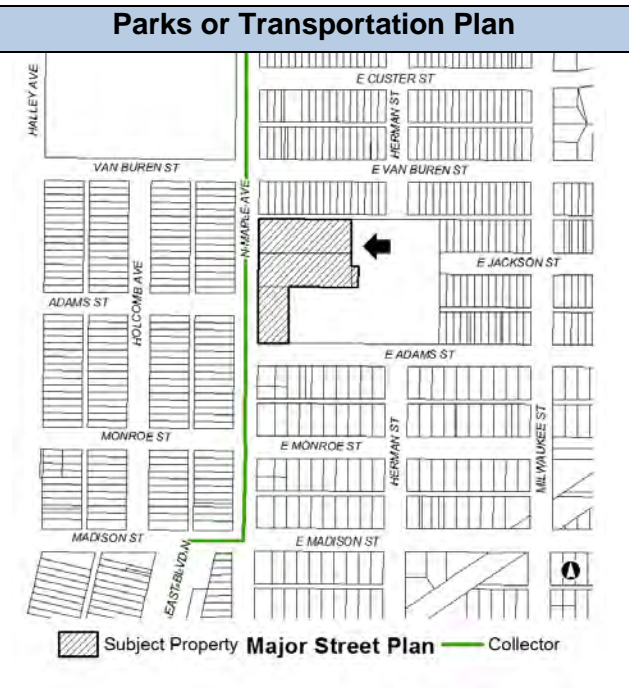 Parks or Transportation Plan
E CUSTER ST
HALLEY AVE
HERMAN ST
VAN BUREN ST
E VAN BUREN ST
N MAPLE AVE
E JACKSON ST
HOLCOMB AVE
ADAMS ST
E ADAMS ST
MONROE ST
E MONROE ST
HERMAN ST
MILWAUKEE ST
MADISON ST
E MADISON ST
EAST BLVD N
Subject Property Major Street Plan Collector